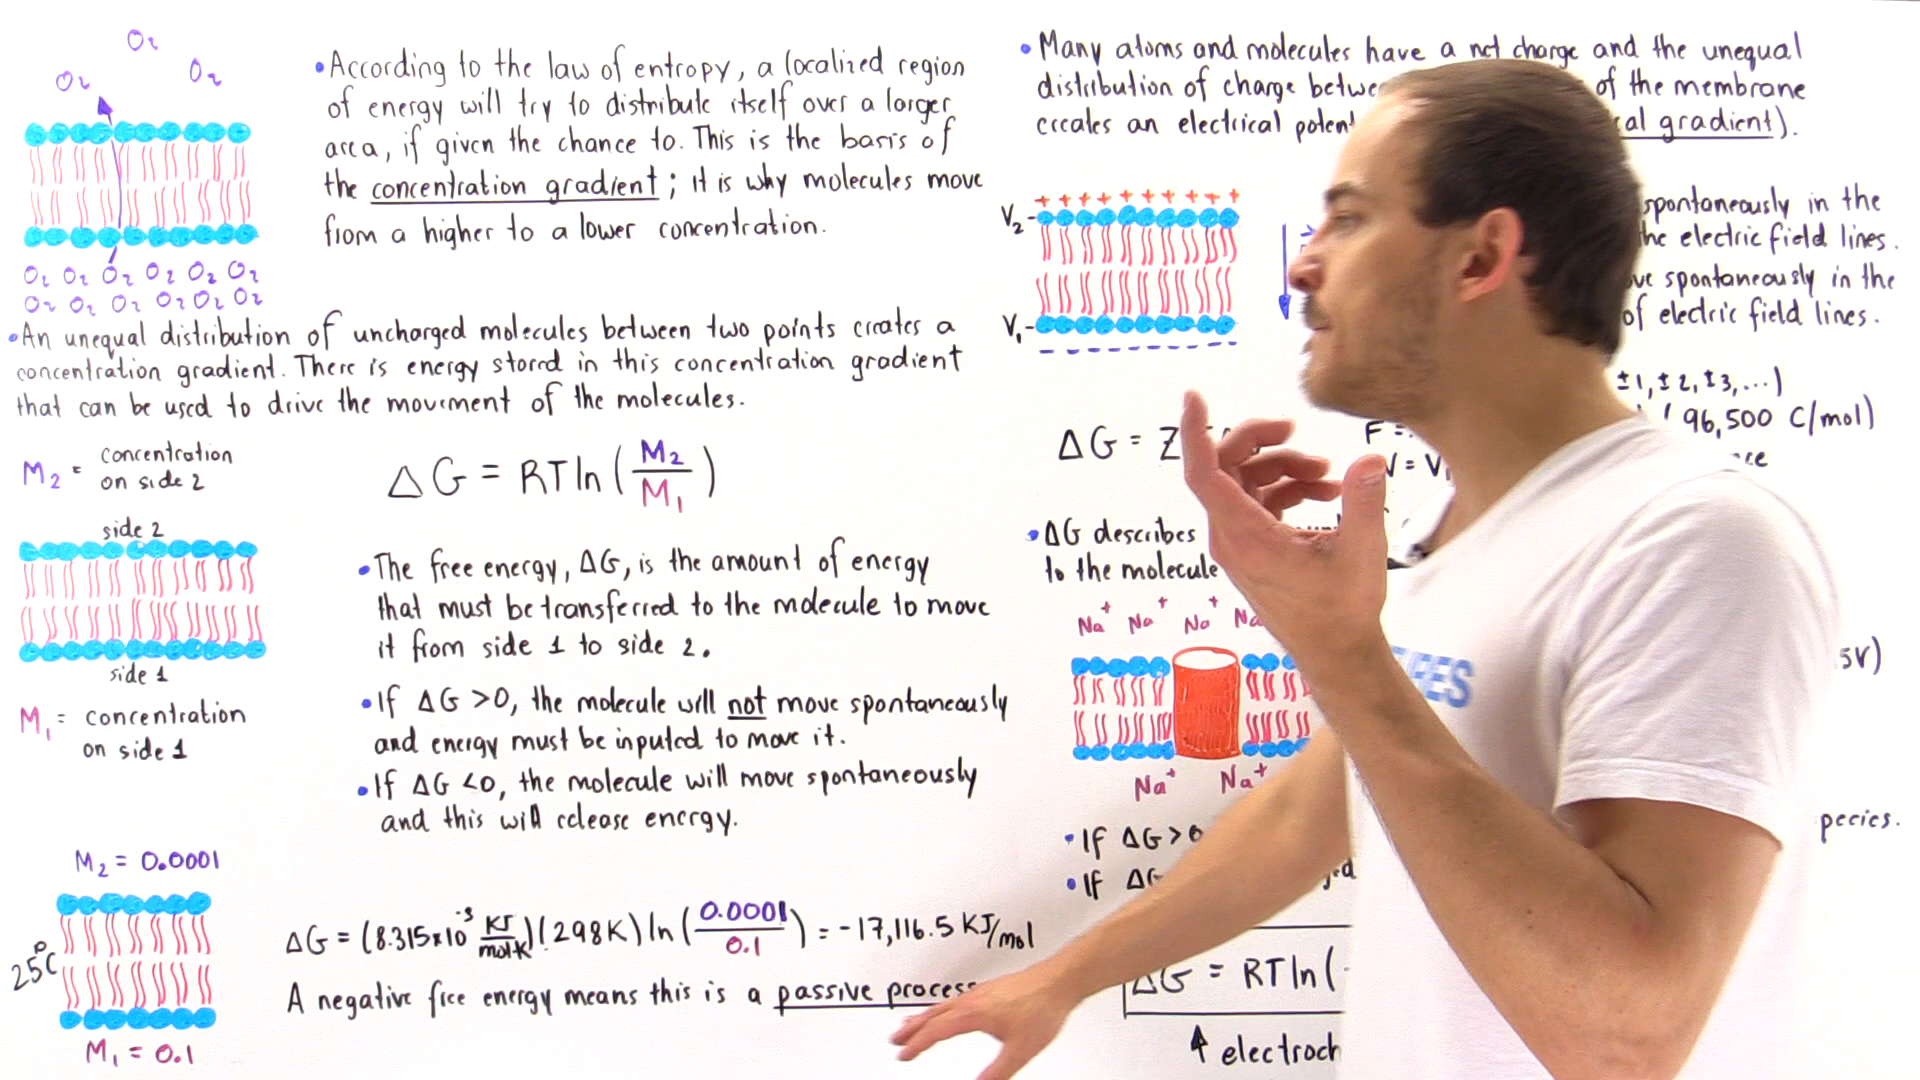 O₂
O₂ O₂
O₂ O₂ O₂ O₂ O₂ O₂
O₂ O₂ O₂ O₂ O₂ O₂
• According to the law of entropy, a localized region
of energy will try to distribute itself over a larger
area, if given the chance to. This is the basis of
the concentration gradient ; it is why molecules move
from a higher to a lower concentration.
• An unequal distribution of uncharged molecules between two points creates a
concentration gradient. There is energy stored in this concentration gradient
that can be used to drive the movement of the molecules.
M₂ = concentration
on side 2
side 2
side 1
M₁ = concentration
on side 1
ΔG = RT ln (M₂/M₁)
• The free energy, ΔG, is the amount of energy
that must be transferred to the molecule to move
it from side 1 to side 2.
• If ΔG >0, the molecule will not move spontaneously
and energy must be inputed to move it.
• If ΔG <0, the molecule will move spontaneously
and this will release energy.
M₂ = 0.0001
25°C
M₁ = 0.1
ΔG = (8.315x10⁻³ KJ/mol·K)(298K) ln (0.0001/0.1) = -17,116.5 KJ/mol
A negative free energy means this is a passive process
• Many atoms and molecules have a net charge and the unequal
distribution of charge of the membrane
creates an electrical gradient).
V₂ + + + + + + + + + +
V₁ - - - - - - - - - -
spontaneously in the
electric field lines.
spontaneously in the
of electric field lines.
±1, ±2, ±3, ...)
ΔG = Z
F = 96,500 C/mol)
V = V₁
• ΔG describes
to the molecule
Na⁺ Na⁺ Na⁺ Na
Na⁺ Na⁺
5V)
• If ΔG > 0
• If ΔG
ΔG = RT ln (
↑